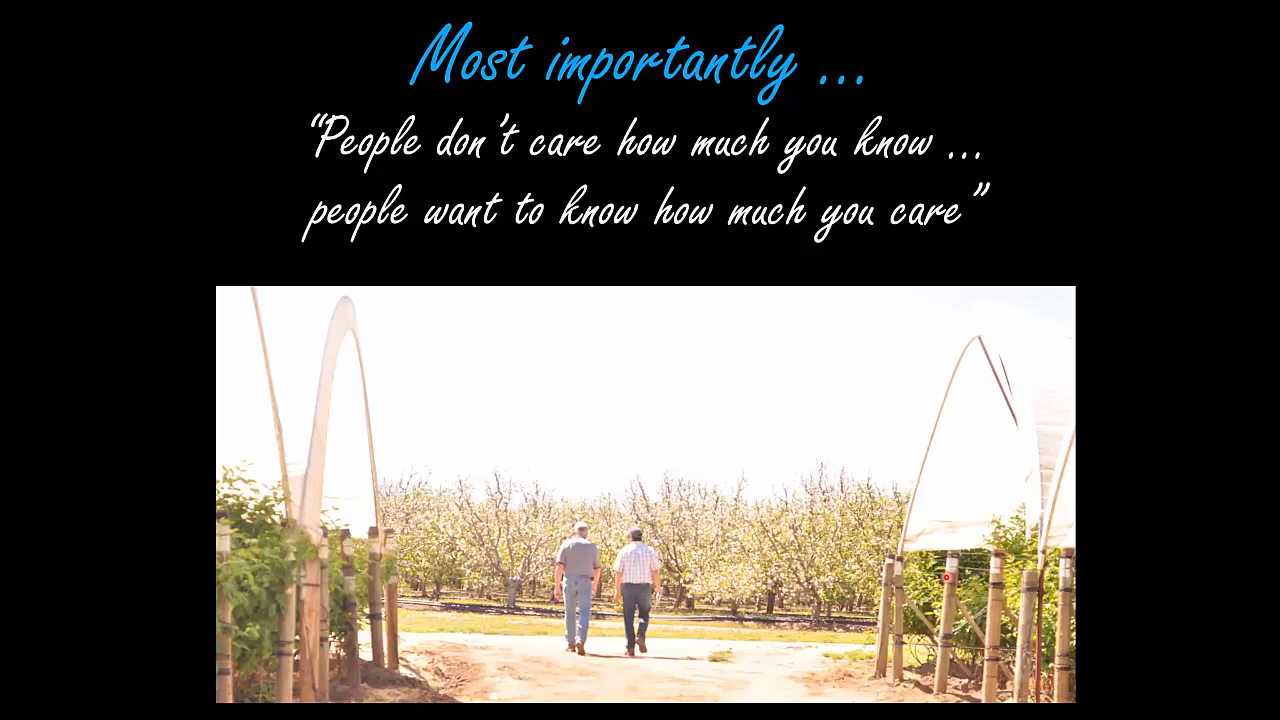 Most importantly ...
“People don’t care how much you know ...
people want to know how much you care”